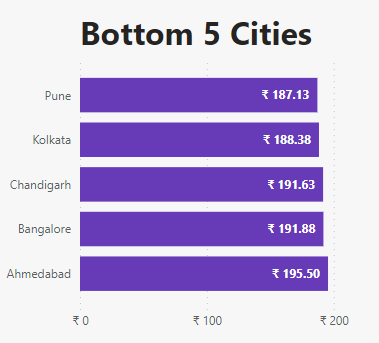 Bottom 5 Cities
Pune ₹ 187.13
Kolkata ₹ 188.38
Chandigarh ₹ 191.63
Bangalore ₹ 191.88
Ahmedabad ₹ 195.50
₹ 0 ₹ 100 ₹ 200